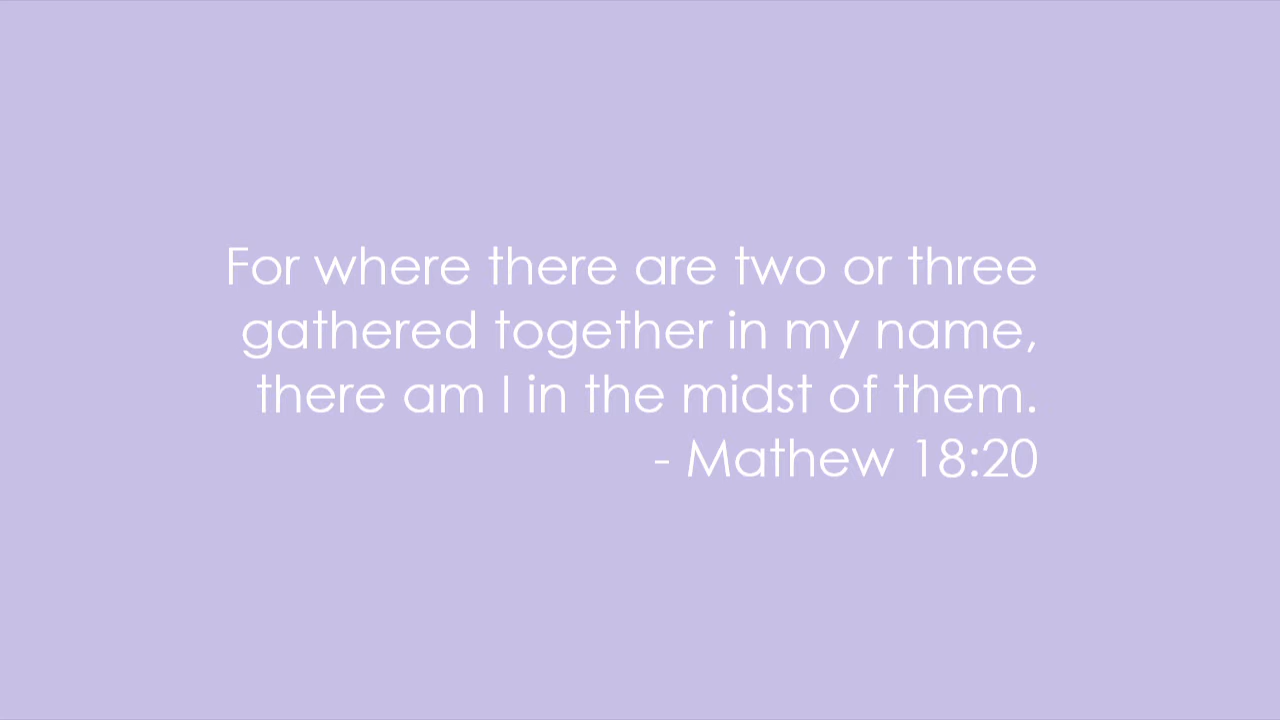 For where there are two or three
gathered together in my name,
there am I in the midst of them.
- Mathew 18:20